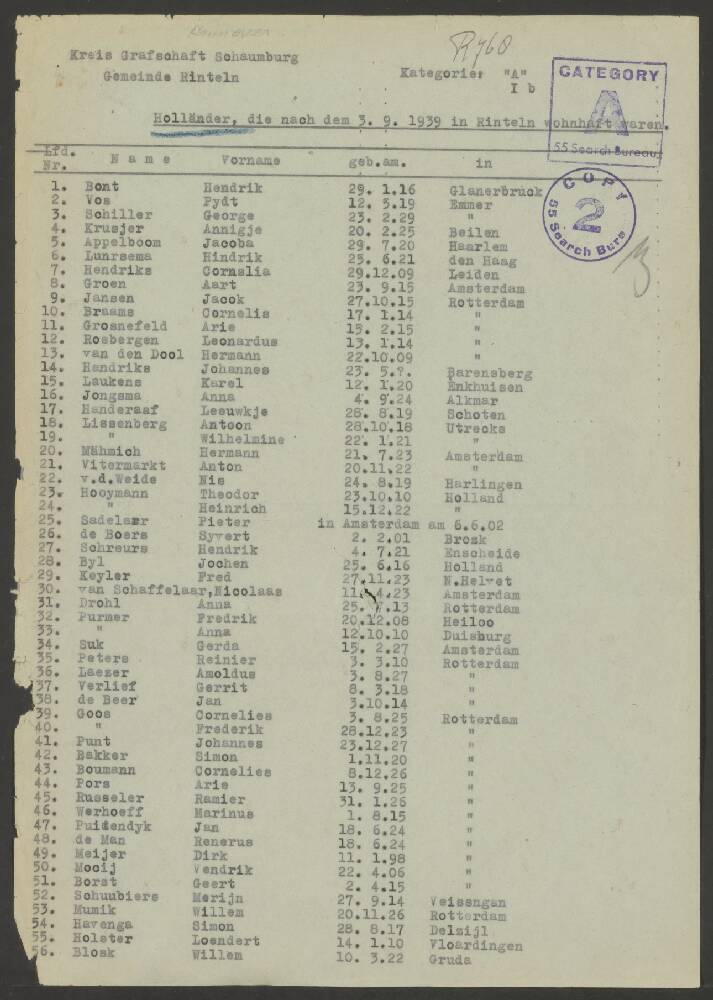 Kreis Grafschaft Schaumburg
Gemeinde Rinteln
R 760
Kategorie: "A"
I b
CATEGORY
A
55 Search Bureau
Holländer, die nach dem 3. 9. 1939 in Rinteln wohnhaft waren.
Lfd. Nr. Name Vorname geb.am. in
COPY
2
55 Search Bure
1. Bont Hendrik 29. 1.16 Glanerbrück
2. Vos Pydt 12. 5.19 Emmer
3. Schiller George 23. 2.29 "
4. Krusjer Annigje 20. 2.25 Beilen
5. Appelboom Jacoba 29. 7.20 Haarlem
6. Lunrsema Hindrik 25. 6.21 den Haag
7. Hendriks Cornslia 29.12.09 Leiden
8. Groen Aart 23. 9.15 Amsterdam
9. Jansen Jacok 27.10.15 Rotterdam
10. Braams Cornelis 17. 1.14 "
11. Grosnefeld Arie 15. 2.15 "
12. Rosbergen Leonardus 13. 1.14 "
13. van den Dool Hermann 22.10.09 "
14. Handriks Johannes 23. 5.?. Barensberg
15. Laukens Karel 12. 1.20 Enkhuisen
16. Jongsma Anna 4. 9.24 Alkmar
17. Handeraaf Leeuwkje 28. 8.19 Schoten
18. Lissenberg Antoon 28.10.18 Utrecks
19. " Wilhelmine 22. 1.21 "
20. Mähmich Hermann 21. 7.23 Amsterdam
21. Vitermarkt Anton 20.11.22 "
22. v.d.Weide Nis 24. 8.19 Harlingen
23. Hooymann Theodor 23.10.10 Holland
24. " Heinrich 15.12.22 "
25. Sadelaar Pieter in Amsterdam am 6.6.02
26. de Boers Syvert 2. 2.01 Brosk
27. Schreurs Hendrik 4. 7.21 Enscheide
28. Byl Jochen 25. 6.16 Holland
29. Keyler Fred 27.11.23 N.Helvet
30. van Schaffelaar,Nicolaas 11. 4.23 Amsterdam
31. Drohl Anna 25. .13 Rotterdam
32. Purmer Fredrik 20.12.08 Heiloo
33. " Anna 12.10.10 Duisburg
34. Suk Gerda 15. 2.27 Amsterdam
35. Peters Reinier 3. 3.10 Rotterdam
36. Laezer Amoldus 3. 8.27 "
37. Verlief Gerrit 8. 3.18 "
38. de Beer Jan 3.10.14 "
39. Goos Cornelies 3. 8.25 Rotterdam
40. " Frederik 28.12.23 "
41. Punt Johannes 23.12.27 "
42. Bakker Simon 1.11.20 "
43. Boumann Cornelies 8.12.26 "
44. Pors Arie 13. 9.25 "
45. Russeler Ramier 31. 1.26 "
46. Werhoeff Marinus 1. 8.15 "
47. Puitendyk Jan 18. 6.24 "
48. de Man Renerus 18. 6.24 "
49. Meijer Dirk 11. 1.98 "
50. Mooij Vendrik 22. 4.06 "
51. Borst Geert 2. 4.15 "
52. Schuubiers Merijn 27. 9.14 Veissngan
53. Mumik Willem 20.11.26 Rotterdam
54. Havenga Simon 28. 8.17 Delzijl
55. Holster Loendert 14. 1.10 Vloardingen
56. Blosk Willem 10. 3.22 Gruda